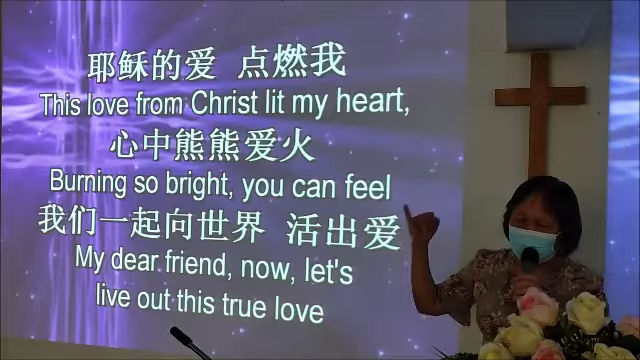 耶稣的爱 点燃我
This love from Christ lit my heart,
心中熊熊爱火
Burning so bright, you can feel
我们一起向世界 活出爱
My dear friend, now, let's
live out this true love